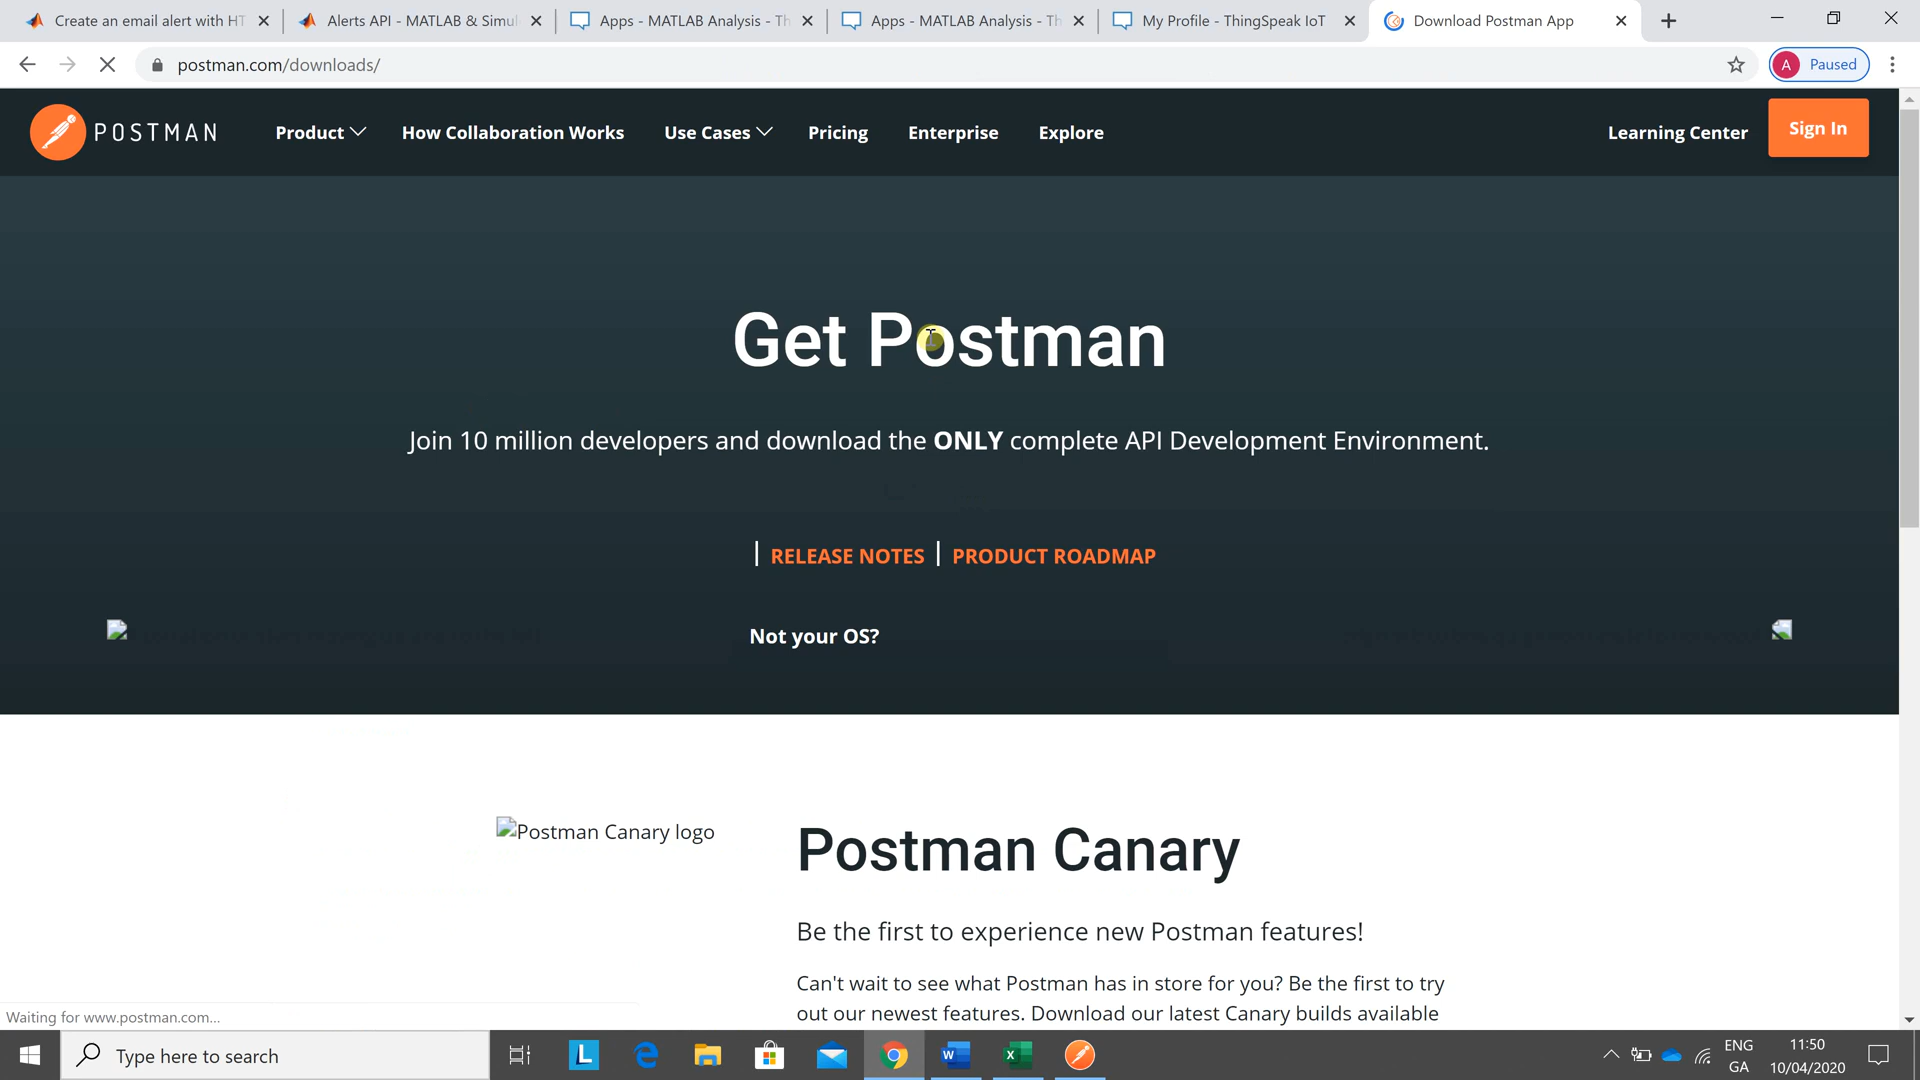 Create an email alert with HT
Alerts API - MATLAB & Simul
Apps - MATLAB Analysis - Th
Apps - MATLAB Analysis - Th
My Profile - ThingSpeak IoT
Download Postman App
postman.com/downloads/
A Paused
POSTMAN
Product
How Collaboration Works
Use Cases
Pricing
Enterprise
Explore
Learning Center
Sign In
Get Postman
Join 10 million developers and download the ONLY complete API Development Environment.
| RELEASE NOTES | PRODUCT ROADMAP
Not your OS?
Postman Canary logo
Postman Canary
Be the first to experience new Postman features!
Can't wait to see what Postman has in store for you? Be the first to try
out our newest features. Download our latest Canary builds available
Waiting for www.postman.com...
Type here to search
L
W
X
ENG
GA
11:50
10/04/2020